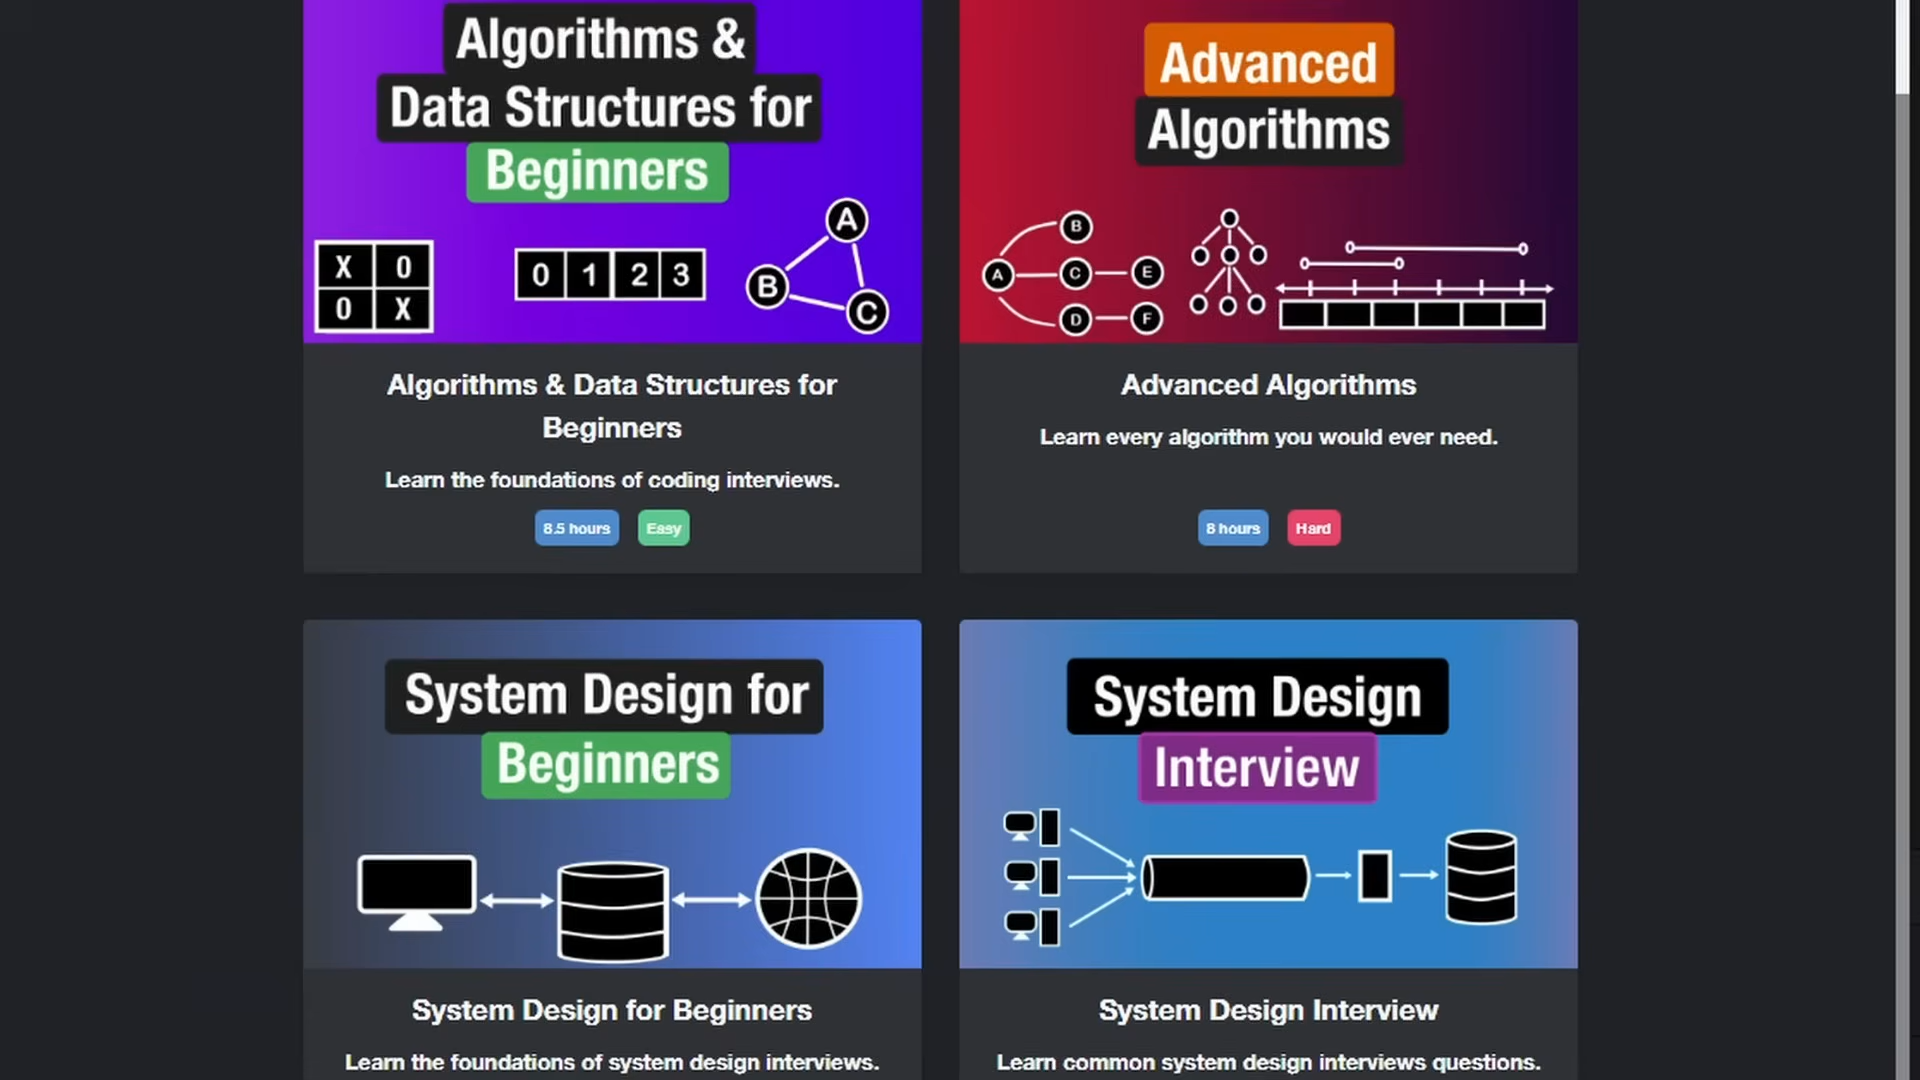 Algorithms &
Data Structures for
Beginners
X 0
0 X
0 1 2 3
A
B
C
Algorithms & Data Structures for
Beginners
Learn the foundations of coding interviews.
8.5 hours Easy
Advanced
Algorithms
B
A C E
D F
Advanced Algorithms
Learn every algorithm you would ever need.
8 hours Hard
System Design for
Beginners
System Design for Beginners
Learn the foundations of system design interviews.
System Design
Interview
System Design Interview
Learn common system design interviews questions.